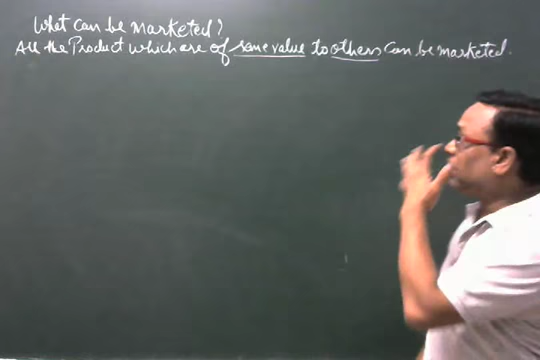 What can be marketed?
All the Product which are of some value to others can be marketed.